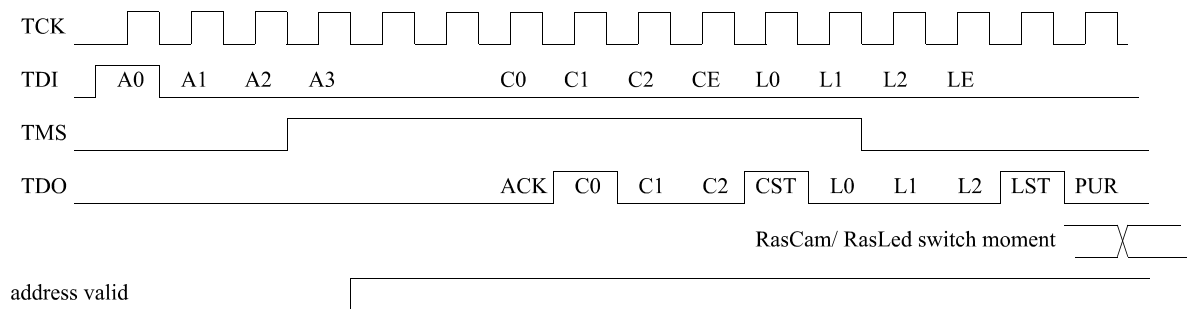 TCK
TDI A0 A1 A2 A3 C0 C1 C2 CE L0 L1 L2 LE
TMS
TDO ACK C0 C1 C2 CST L0 L1 L2 LST PUR
RasCam/ RasLed switch moment
address valid